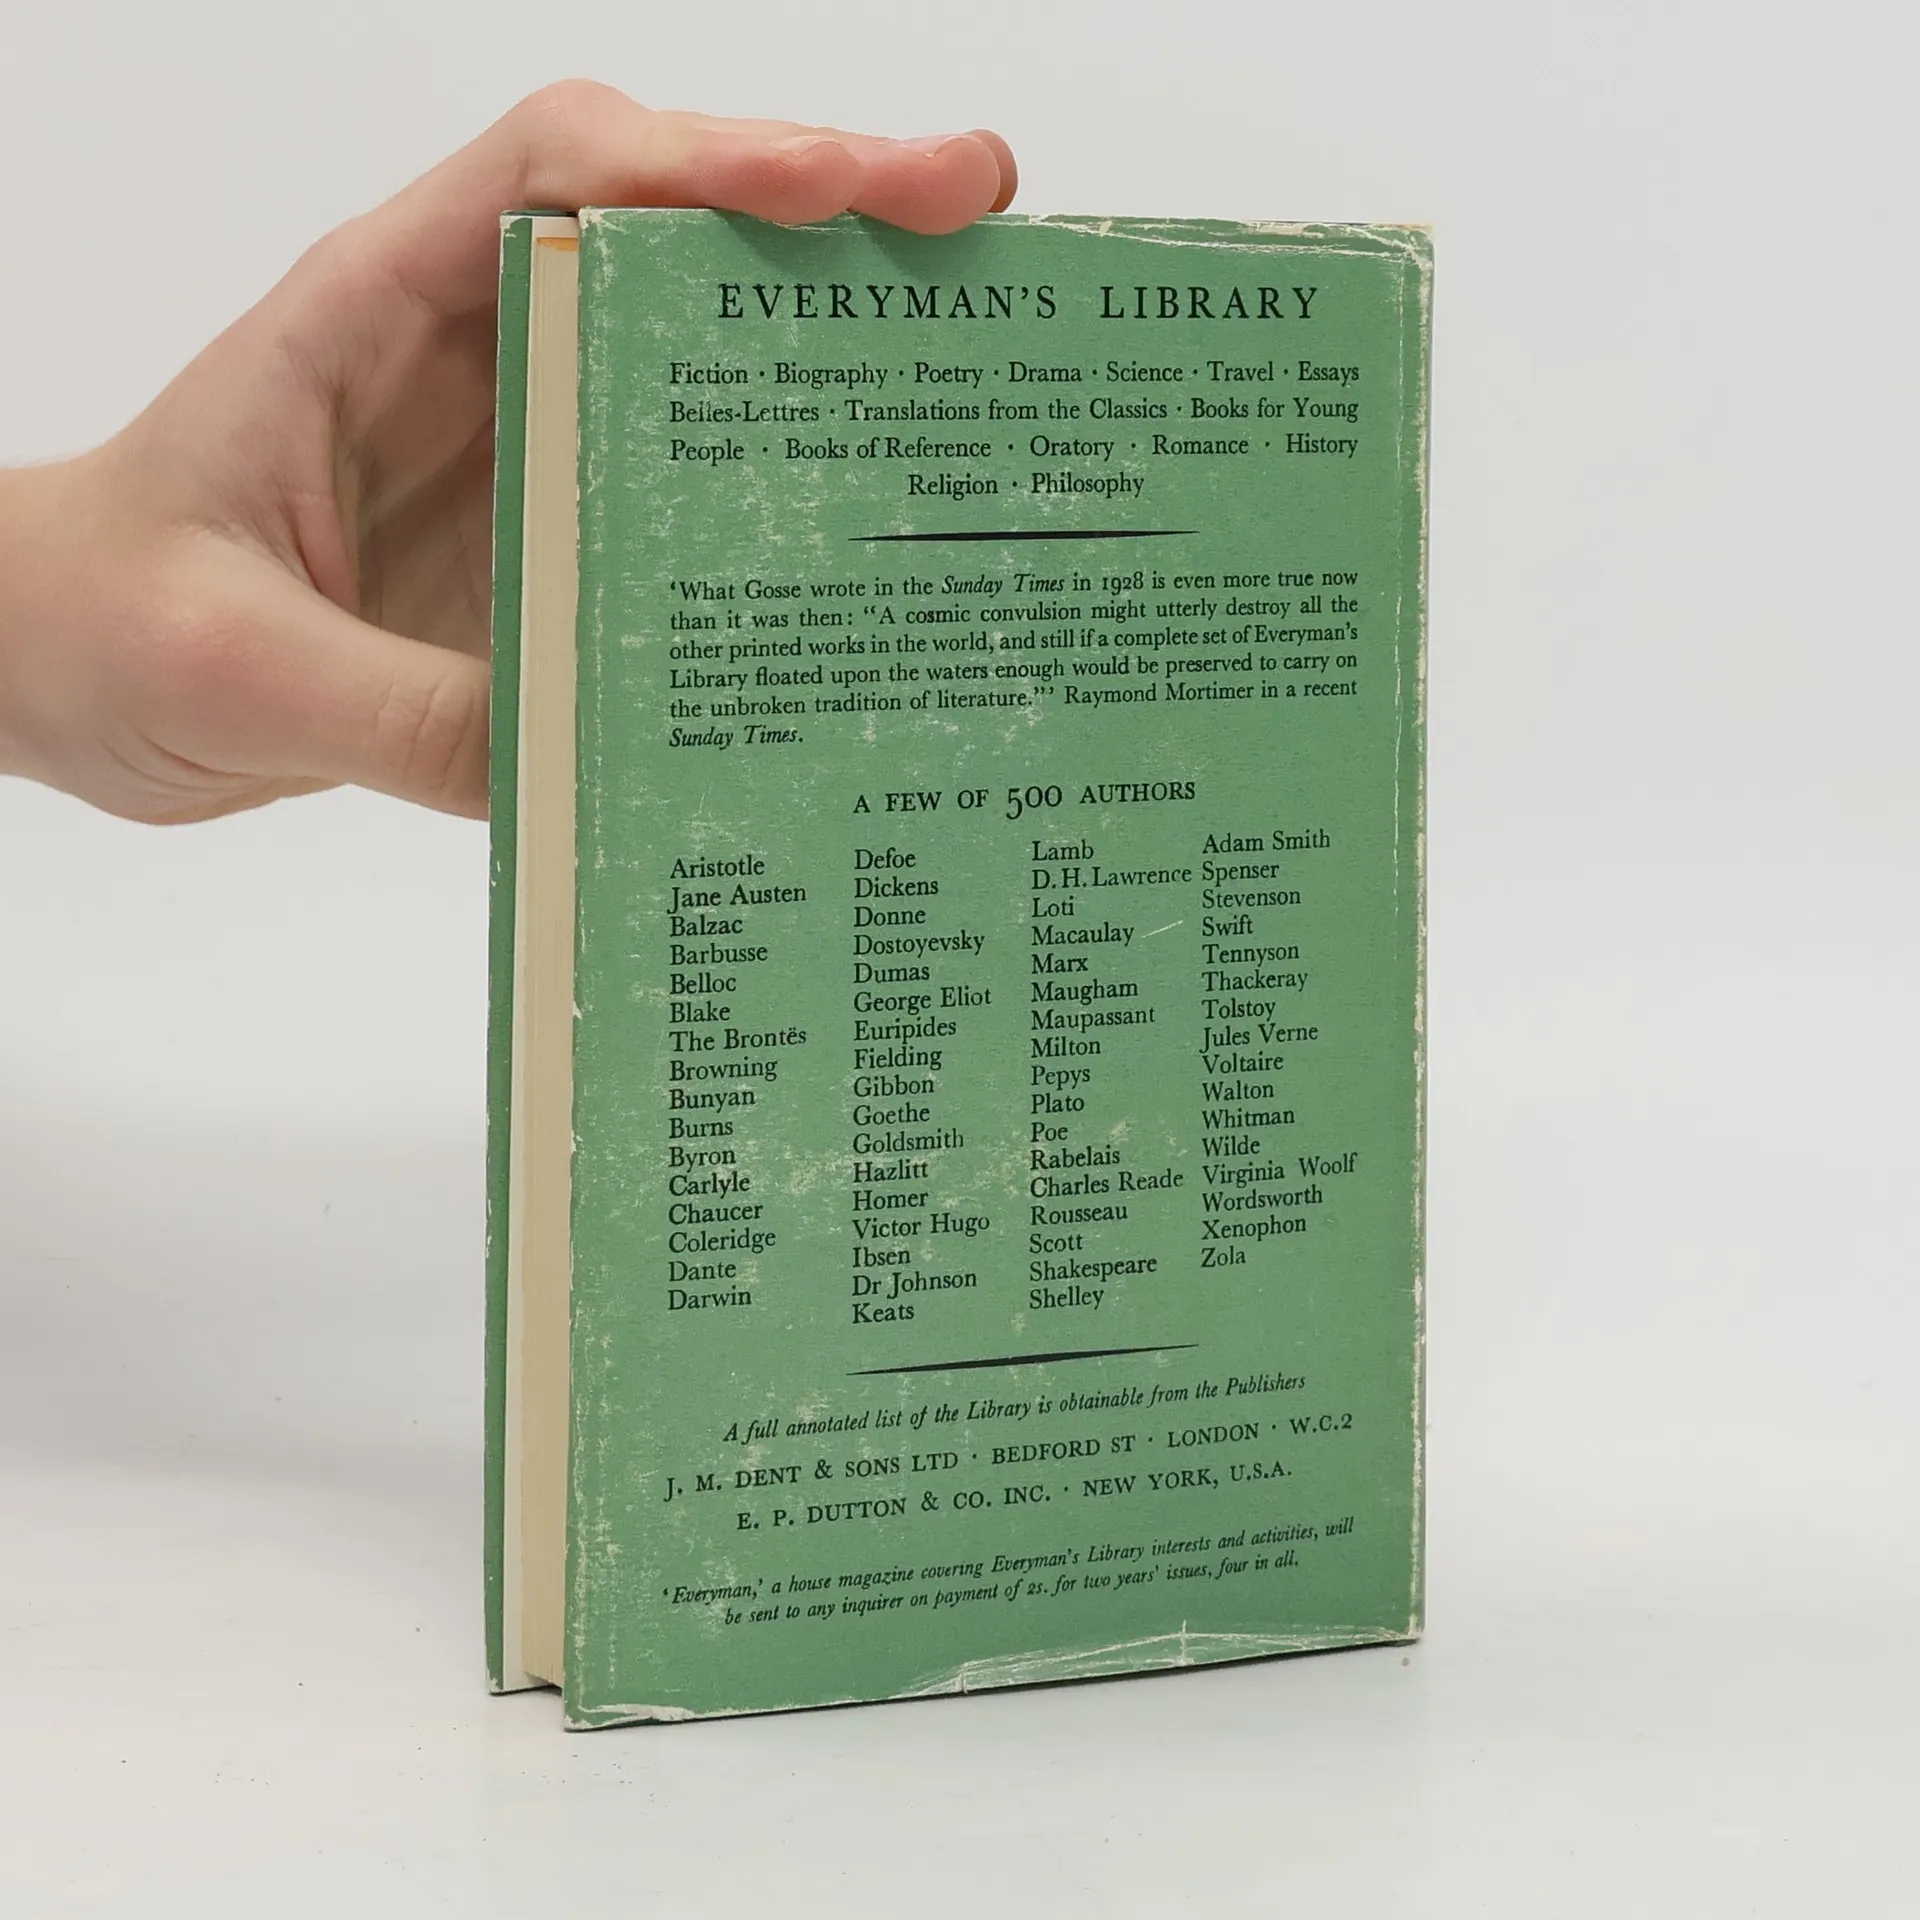 EVERYMAN'S LIBRARY
Fiction · Biography · Poetry · Drama · Science · Travel · Essays
Belles-Lettres · Translations from the Classics · Books for Young
People · Books of Reference · Oratory · Romance · History
Religion · Philosophy
‘What Gosse wrote in the Sunday Times in 1928 is even more true now
than it was then: “A cosmic convulsion might utterly destroy all the
other printed works in the world, and still if a complete set of Everyman's
Library floated upon the waters enough would be preserved to carry on
the unbroken tradition of literature.”’ Raymond Mortimer in a recent
Sunday Times.
A FEW OF 500 AUTHORS
Aristotle
Jane Austen
Balzac
Barbusse
Belloc
Blake
The Brontës
Browning
Bunyan
Burns
Byron
Carlyle
Chaucer
Coleridge
Dante
Darwin
Defoe
Dickens
Donne
Dostoyevsky
Dumas
George Eliot
Euripides
Fielding
Gibbon
Goethe
Goldsmith
Hazlitt
Homer
Victor Hugo
Ibsen
Dr Johnson
Keats
Lamb
D. H. Lawrence
Loti
Macaulay
Marx
Maugham
Maupassant
Milton
Pepys
Plato
Poe
Rabelais
Charles Reade
Rousseau
Scott
Shakespeare
Shelley
Adam Smith
Spenser
Stevenson
Swift
Tennyson
Thackeray
Tolstoy
Jules Verne
Voltaire
Walton
Whitman
Wilde
Virginia Woolf
Wordsworth
Xenophon
Zola
A full annotated list of the Library is obtainable from the Publishers
J. M. DENT & SONS LTD · BEDFORD ST · LONDON · W.C.2
E. P. DUTTON & CO. INC. · NEW YORK, U.S.A.
‘Everyman,’ a house magazine covering Everyman's Library interests and activities, will
be sent to any inquirer on payment of 2s. for two years' issues, four in all.